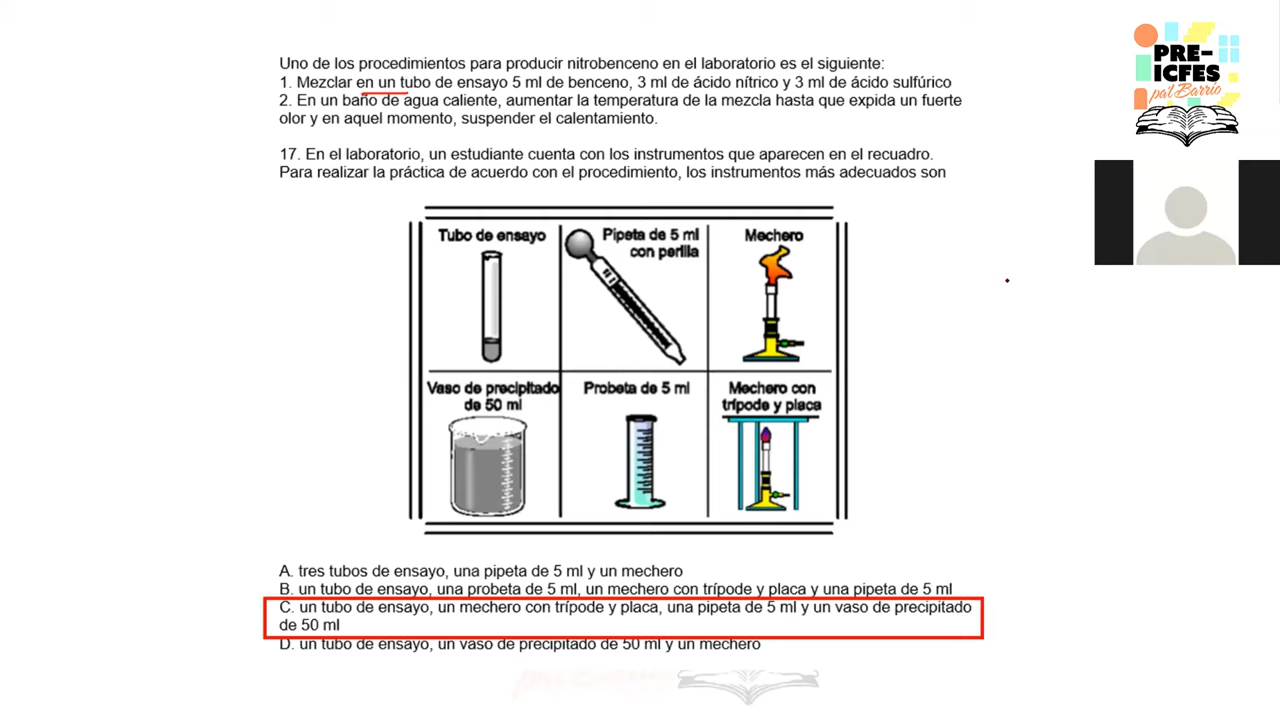 Uno de los procedimientos para producir nitrobenceno en el laboratorio es el siguiente:
1. Mezclar en un tubo de ensayo 5 ml de benceno, 3 ml de ácido nítrico y 3 ml de ácido sulfúrico
2. En un baño de agua caliente, aumentar la temperatura de la mezcla hasta que expida un fuerte
olor y en aquel momento, suspender el calentamiento.
17. En el laboratorio, un estudiante cuenta con los instrumentos que aparecen en el recuadro.
Para realizar la práctica de acuerdo con el procedimiento, los instrumentos más adecuados son
PRE-
ICFES
pal Barrio
Tubo de ensayo
Pipeta de 5 ml
con perilla
Mechero
Vaso de precipitado
de 50 ml
Probeta de 5 ml
Mechero con
trípode y placa
A. tres tubos de ensayo, una pipeta de 5 ml y un mechero
B. un tubo de ensayo, una probeta de 5 ml, un mechero con trípode y placa y una pipeta de 5 ml
C. un tubo de ensayo, un mechero con trípode y placa, una pipeta de 5 ml y un vaso de precipitado
de 50 ml
D. un tubo de ensayo, un vaso de precipitado de 50 ml y un mechero